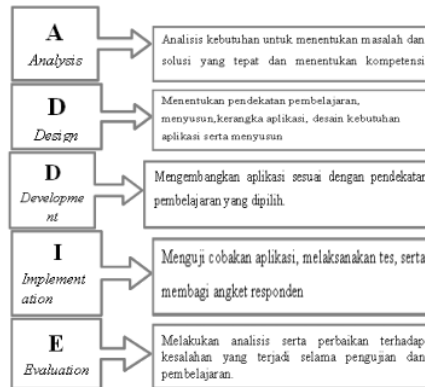 A
Analysis
Analisis kebutuhan untuk menentukan masalah dan
solusi yang tepat dan menentukan kompetensi
D
Design
Menentukan pendekatan pembelajaran,
menyusun,kerangka aplikasi, desain kebutuhan
aplikasi serta menyusun
D
Developme
nt
Mengembangkan aplikasi sesuai dengan pendekatan
pembelajaran yang dipilih.
I
Implement
ation
Menguji cobakan aplikasi, melaksanakan tes, serta
membagi angket responden
E
Evaluation
Melakukan analisis serta perbaikan terhadap
kesalahan yang terjadi selama pengujian dan
pembelajaran.